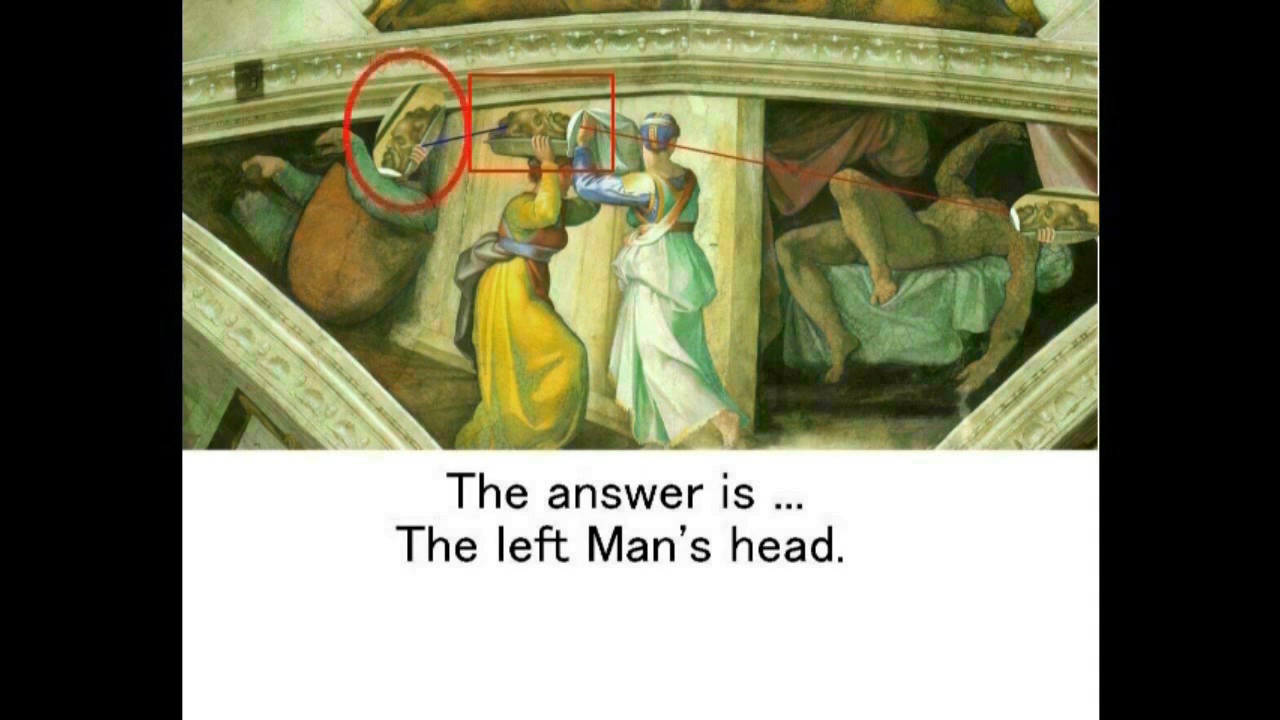 The answer is ...
The left Man's head.